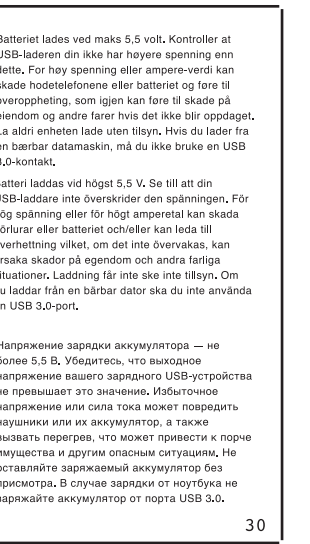 Batteriet lades ved maks 5,5 volt. Kontroller at
USB-laderen din ikke har høyere spenning enn
dette. For høy spenning eller ampere-verdi kan
skade hodetelefonene eller batteriet og føre til
overoppheting, som igjen kan føre til skade på
eiendom og andre farer hvis det ikke blir oppdaget.
La aldri enheten lade uten tilsyn. Hvis du lader fra
en bærbar datamaskin, må du ikke bruke en USB
3.0-kontakt.
Batteri laddas vid högst 5,5 V. Se till att din
USB-laddare inte överskrider den spänningen. För
hög spänning eller för högt amperetal kan skada
hörlurar eller batteriet och/eller kan leda till
överhettning vilket, om det inte övervakas, kan
orsaka skador på egendom och andra farliga
situationer. Laddning får inte ske inte tillsyn. Om
du laddar från en bärbar dator ska du inte använda
en USB 3.0-port.
Напряжение зарядки аккумулятора — не
более 5,5 В. Убедитесь, что выходное
напряжение вашего зарядного USB-устройства
не превышает это значение. Избыточное
напряжение или сила тока может повредить
наушники или их аккумулятор, а также
вызвать перегрев, что может привести к порче
имущества и другим опасным ситуациям. Не
оставляйте заряжаемый аккумулятор без
присмотра. В случае зарядки от ноутбука не
заряжайте аккумулятор от порта USB 3.0.
30